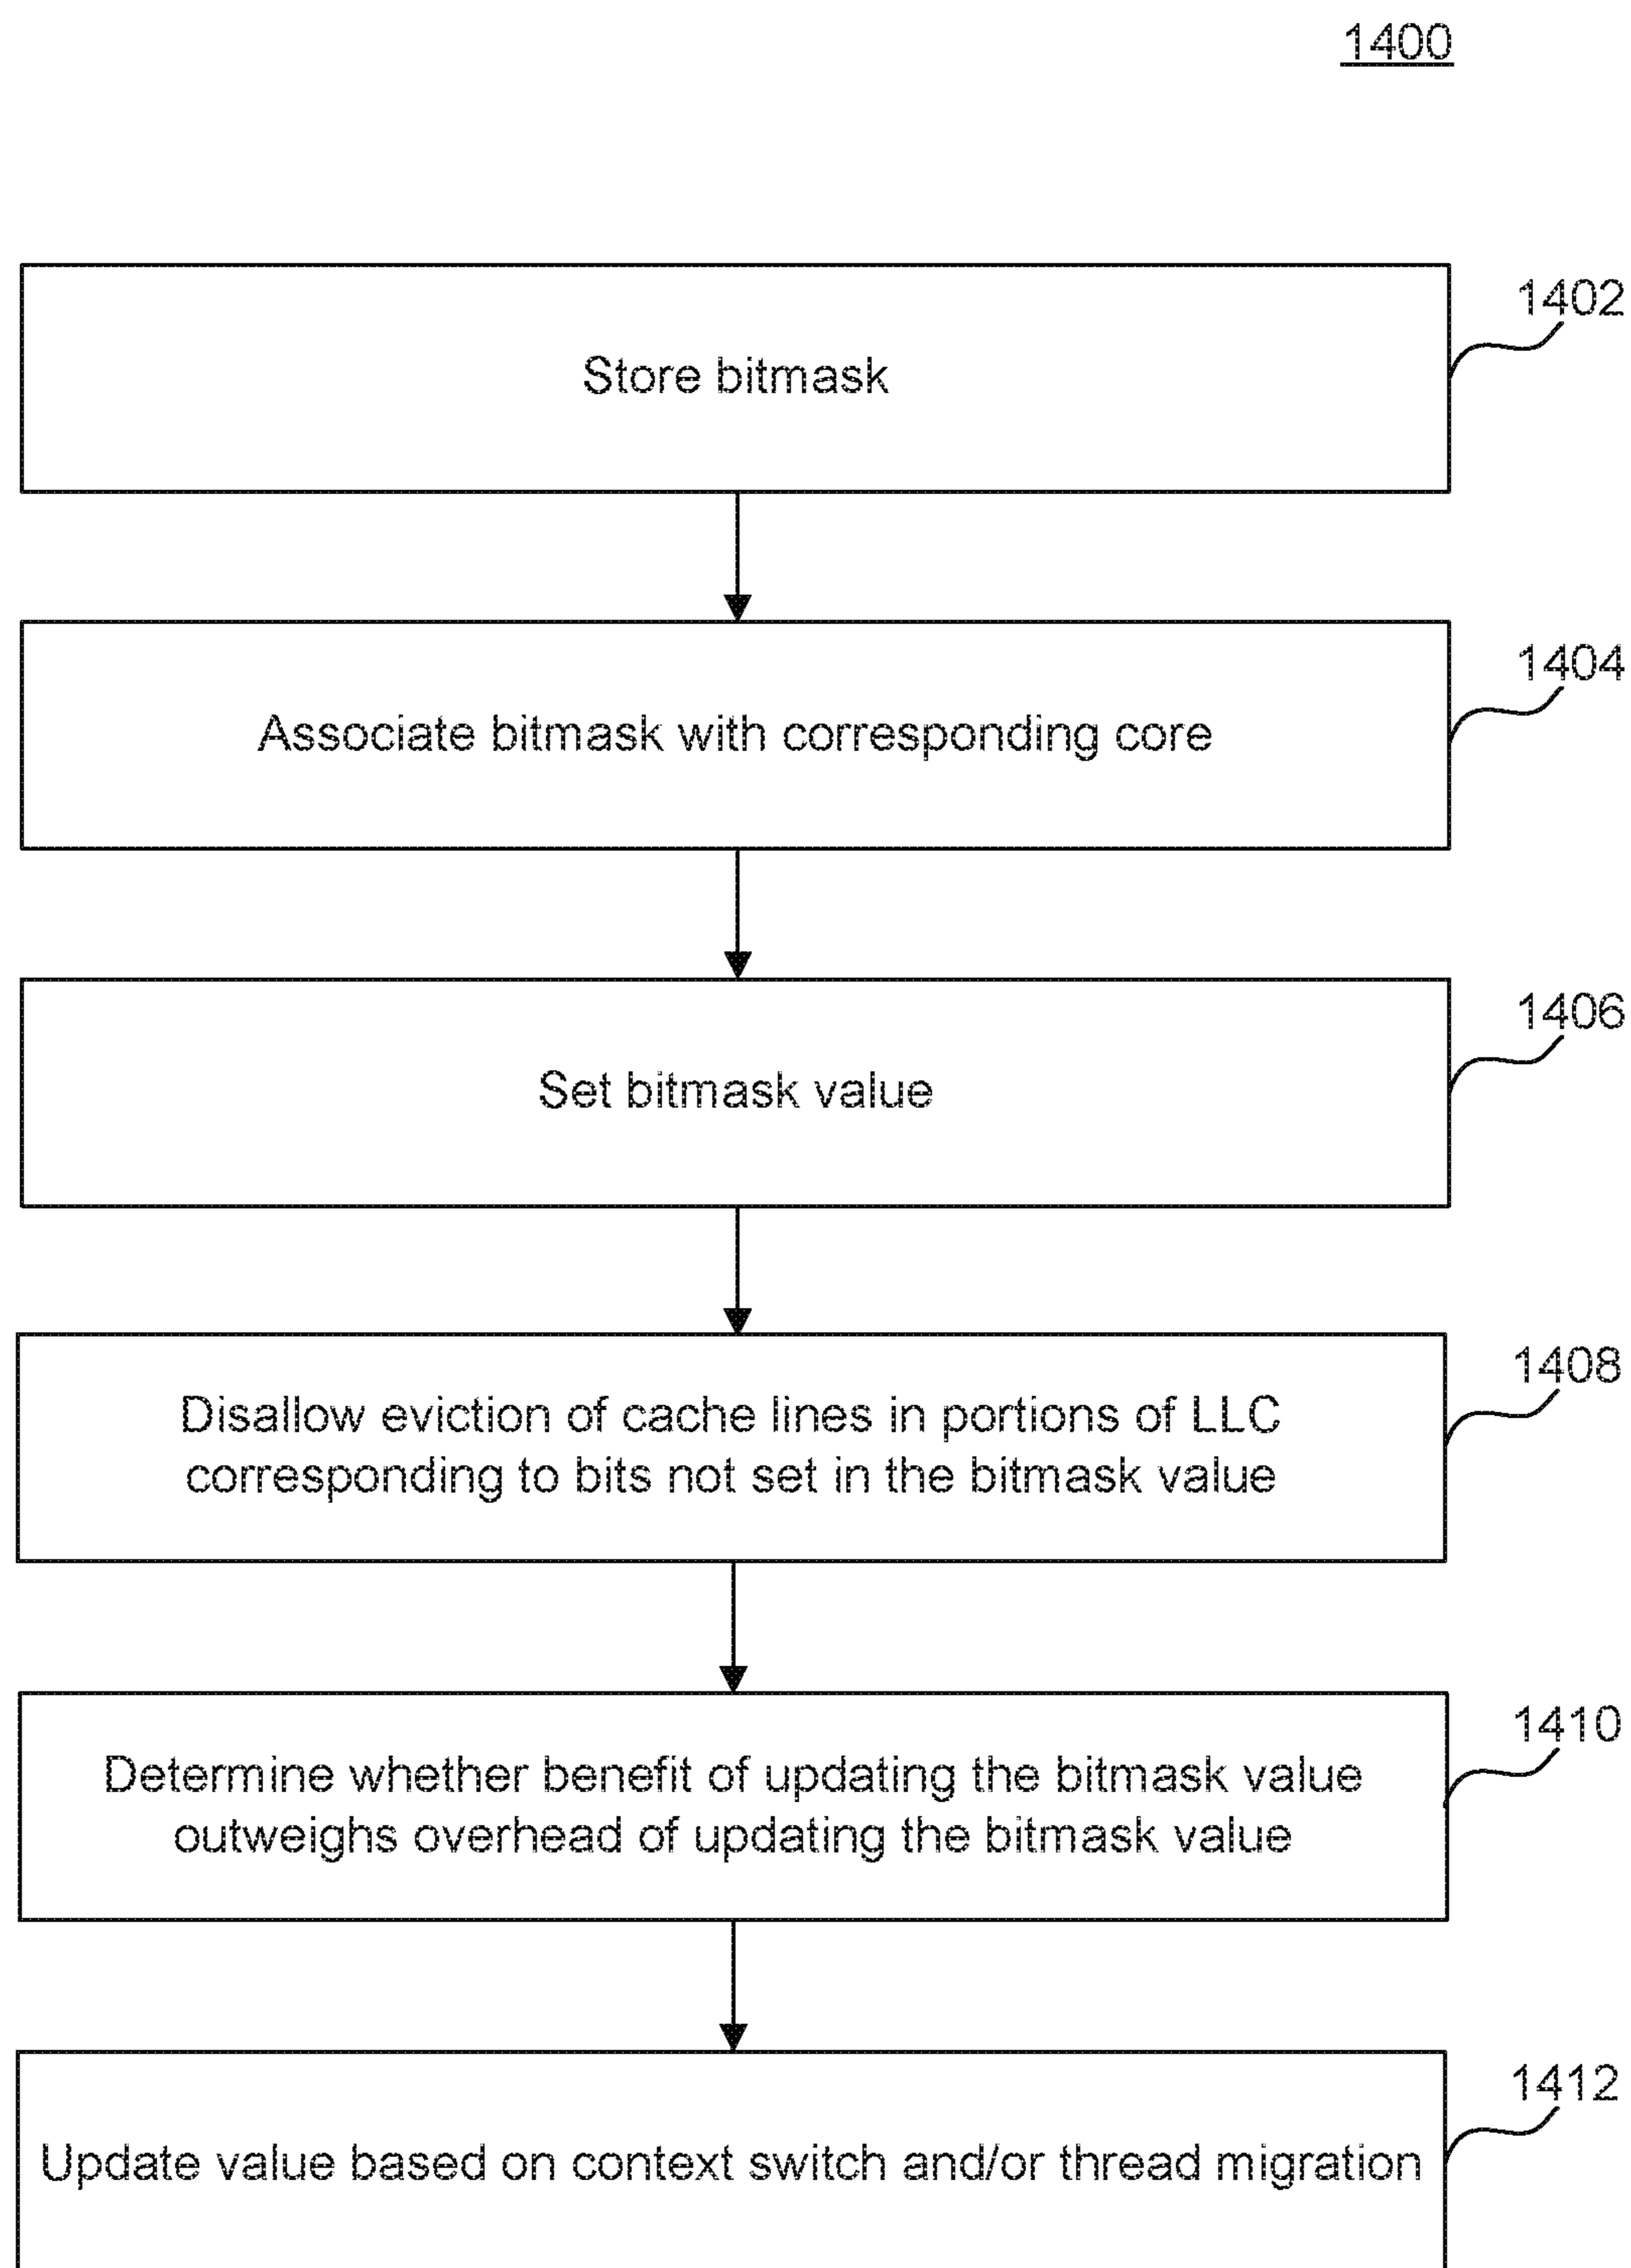 1400
Store bitmask
1402
Associate bitmask with corresponding core
1404
Set bitmask value
1406
Disallow eviction of cache lines in portions of LLC
corresponding to bits not set in the bitmask value
1408
Determine whether benefit of updating the bitmask value
outweighs overhead of updating the bitmask value
1410
Update value based on context switch and/or thread migration
1412